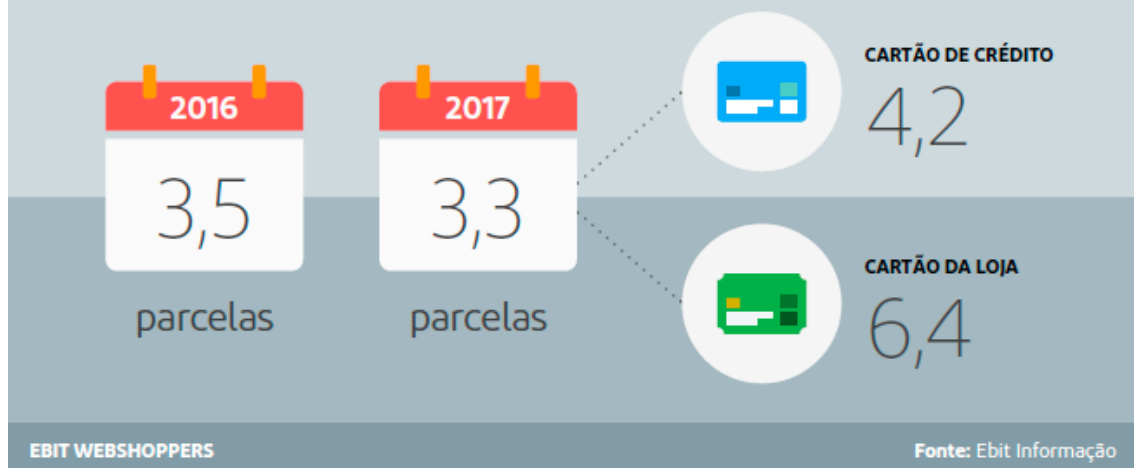 2016
3,5
parcelas
2017
3,3
parcelas
CARTÃO DE CRÉDITO
4,2
CARTÃO DA LOJA
6,4
EBIT WEBSHOPPERS
Fonte: Ebit Informação